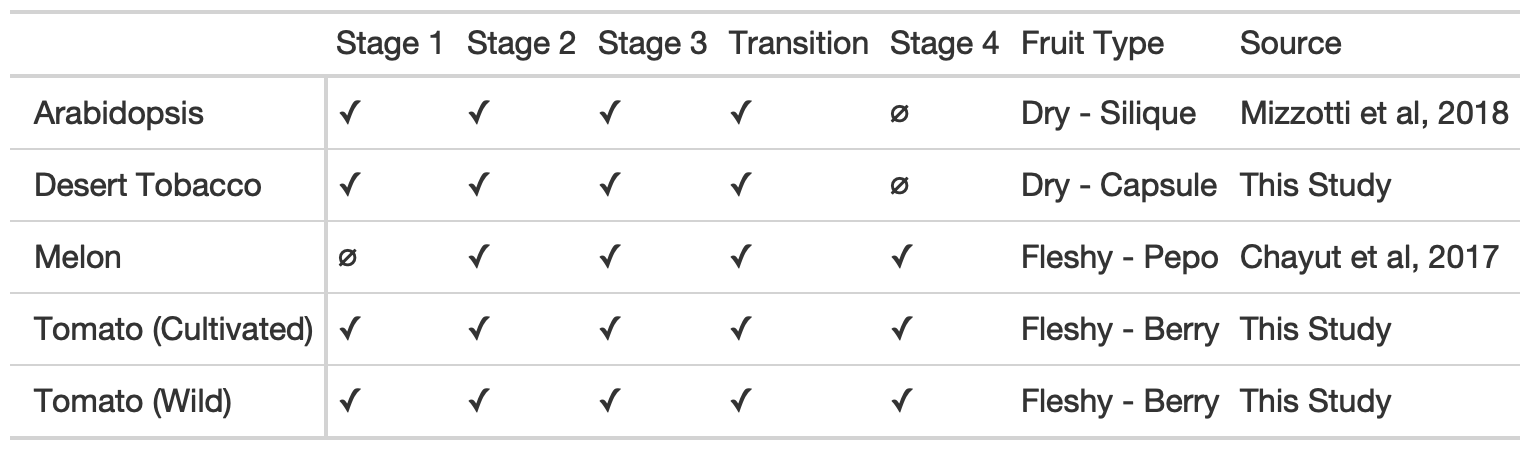 Stage 1 Stage 2 Stage 3 Transition Stage 4 Fruit Type Source
Arabidopsis ✓ ✓ ✓ ✓ ∅ Dry - Silique Mizzotti et al, 2018
Desert Tobacco ✓ ✓ ✓ ✓ ∅ Dry - Capsule This Study
Melon ∅ ✓ ✓ ✓ ✓ Fleshy - Pepo Chayut et al, 2017
Tomato (Cultivated) ✓ ✓ ✓ ✓ ✓ Fleshy - Berry This Study
Tomato (Wild) ✓ ✓ ✓ ✓ ✓ Fleshy - Berry This Study